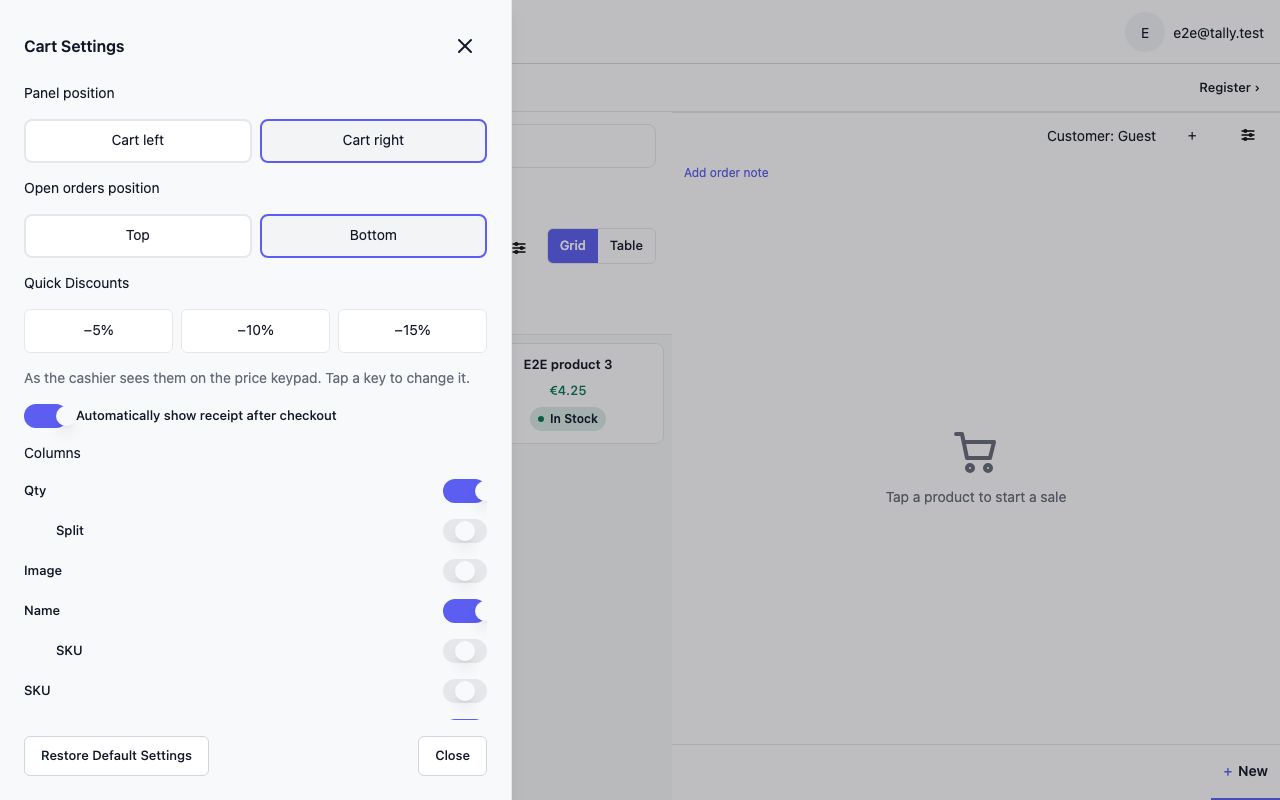 Cart Settings
E
e2e@tally.test
Register ›
Panel position
Cart left
Cart right
Customer: Guest
+
Add order note
Open orders position
Top
Bottom
Grid
Table
Quick Discounts
−5%
−10%
−15%
As the cashier sees them on the price keypad. Tap a key to change it.
E2E product 3
€4.25
In Stock
Automatically show receipt after checkout
Columns
Qty
Split
Image
Name
SKU
SKU
Tap a product to start a sale
Restore Default Settings
Close
+ New